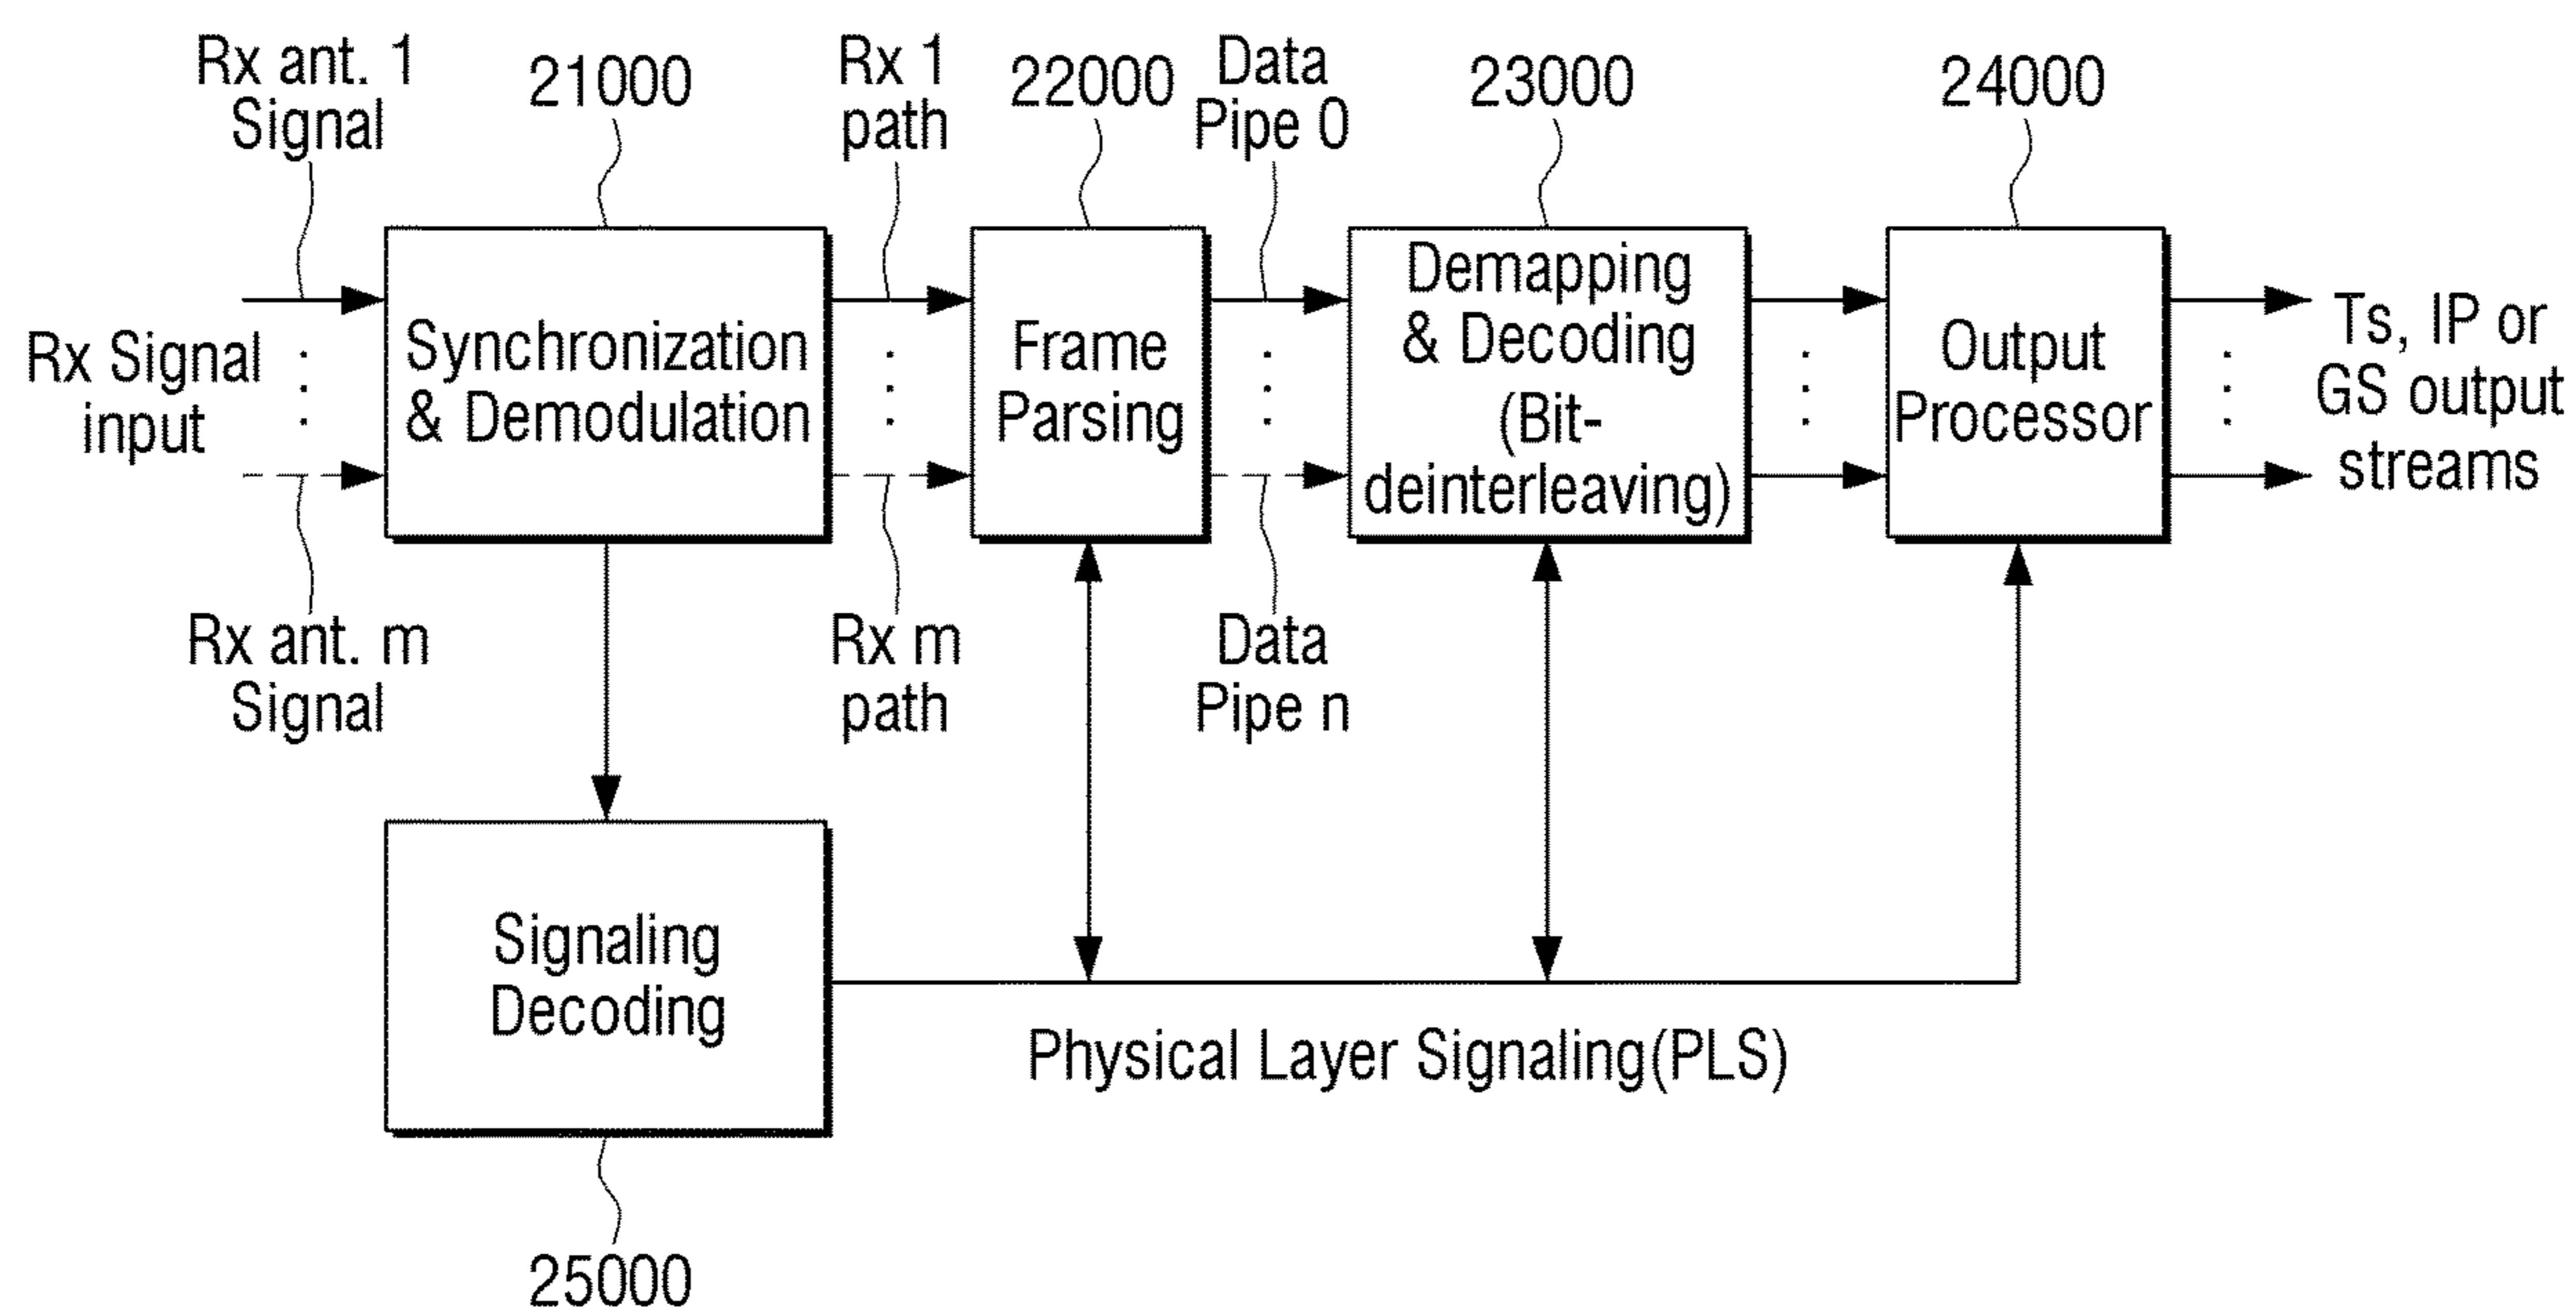 Rx ant. 1
Signal
21000
Rx 1
path
22000
Data
Pipe 0
23000
24000
Rx Signal
input
Synchronization
& Demodulation
Frame
Parsing
Demapping
& Decoding
(Bit-
deinterleaving)
Output
Processor
Ts, IP or
GS output
streams
Rx ant. m
Signal
Rx m
path
Data
Pipe n
Signaling
Decoding
Physical Layer Signaling(PLS)
25000